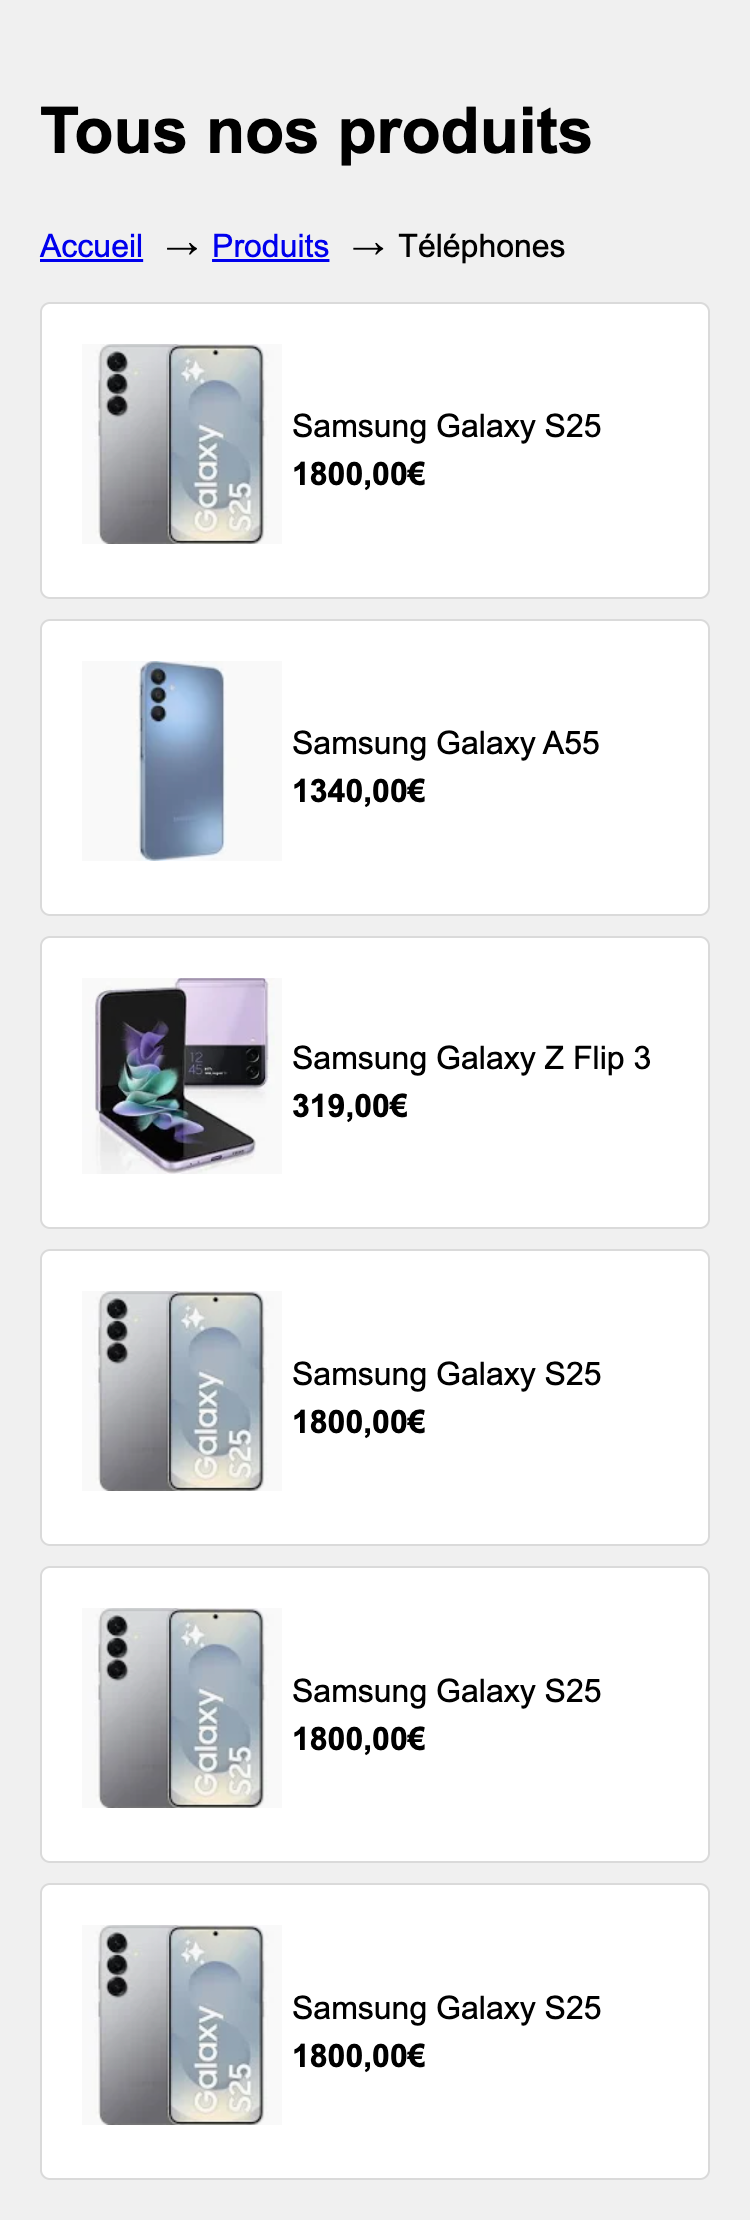 Tous nos produits
Accueil → Produits → Téléphones
Galaxy
S25
Samsung Galaxy S25
1800,00€
Samsung Galaxy A55
1340,00€
12
45
Samsung Galaxy Z Flip 3
319,00€
Galaxy
S25
Samsung Galaxy S25
1800,00€
Galaxy
S25
Samsung Galaxy S25
1800,00€
Galaxy
S25
Samsung Galaxy S25
1800,00€